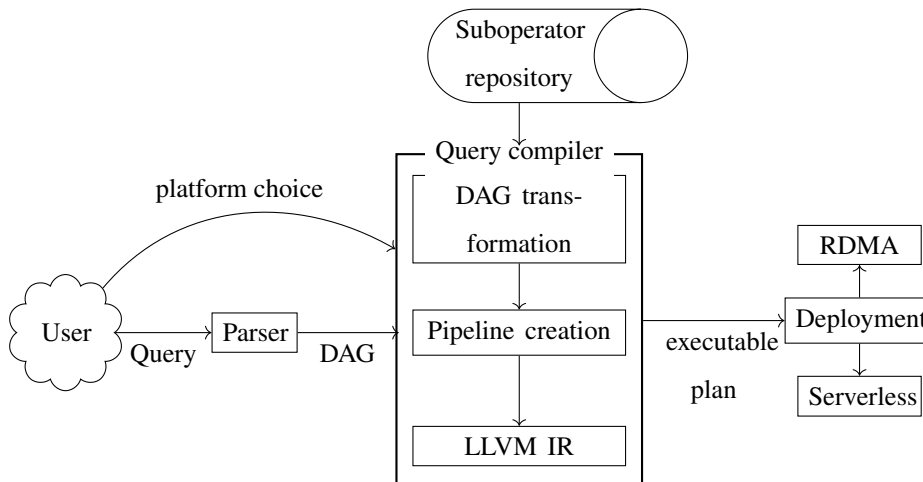 Suboperator
repository
Query compiler
platform choice
DAG trans-
formation
RDMA
User
Query
Parser
DAG
Pipeline creation
executable
plan
Deployment
Serverless
LLVM IR